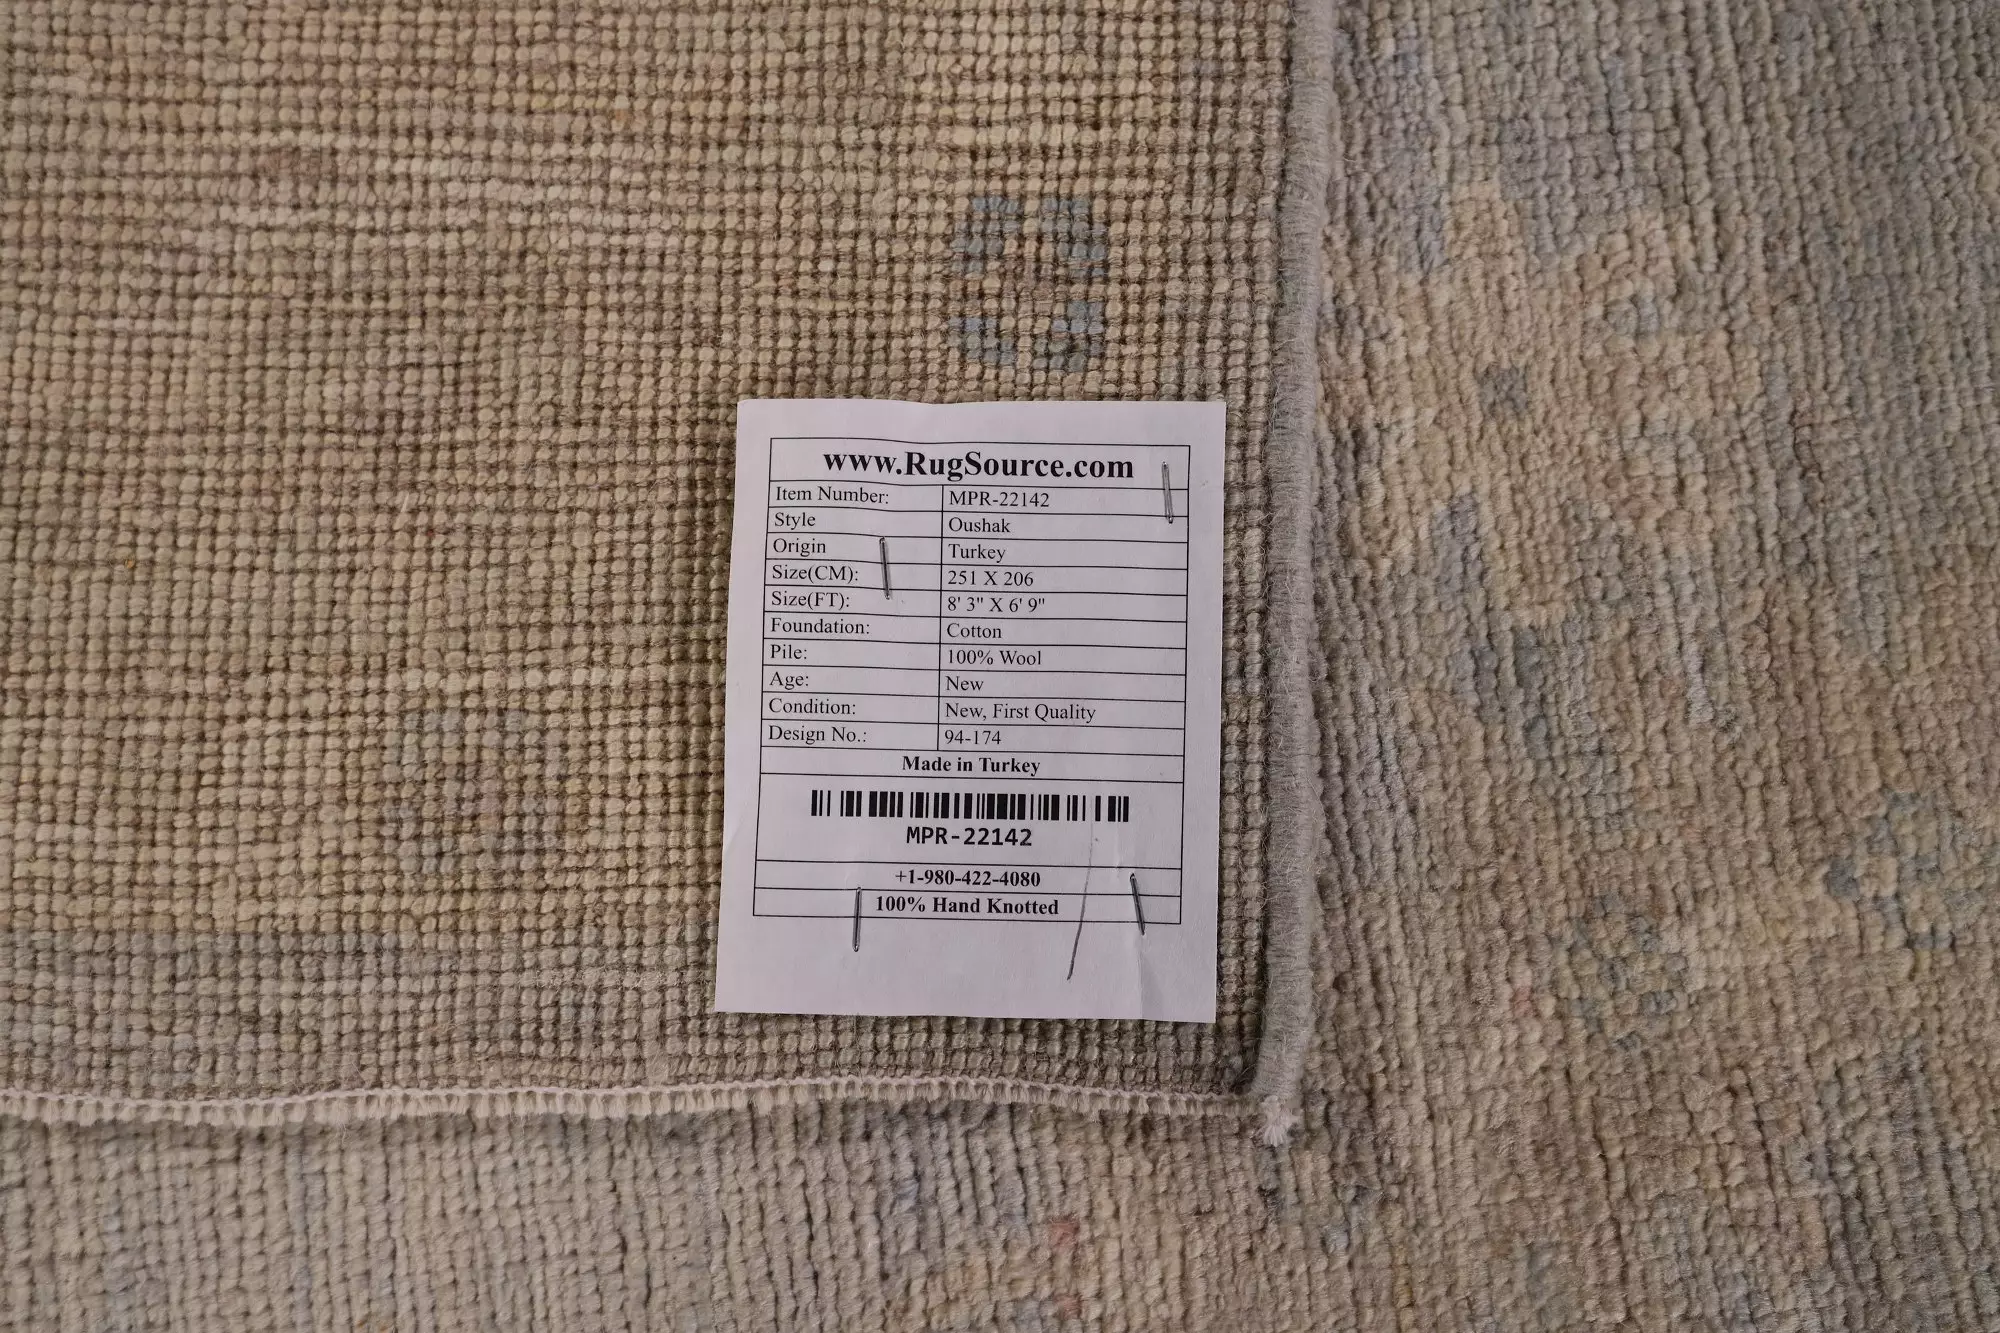 www.RugSource.com
Item Number: MPR-22142
Style Oushak
Origin Turkey
Size(CM): 251 X 206
Size(FT): 8' 3" X 6' 9"
Foundation: Cotton
Pile: 100% Wool
Age: New
Condition: New, First Quality
Design No.: 94-174
Made in Turkey
MPR-22142
+1-980-422-4080
100% Hand Knotted